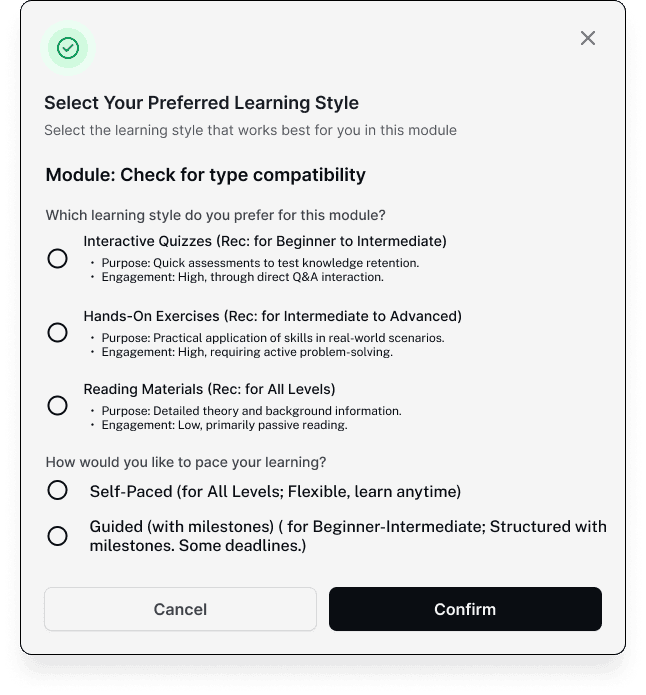 Select Your Preferred Learning Style
Select the learning style that works best for you in this module
Module: Check for type compatibility
Which learning style do you prefer for this module?
Interactive Quizzes (Rec: for Beginner to Intermediate)
• Purpose: Quick assessments to test knowledge retention.
• Engagement: High, through direct Q&A interaction.
Hands-On Exercises (Rec: for Intermediate to Advanced)
• Purpose: Practical application of skills in real-world scenarios.
• Engagement: High, requiring active problem-solving.
Reading Materials (Rec: for All Levels)
• Purpose: Detailed theory and background information.
• Engagement: Low, primarily passive reading.
How would you like to pace your learning?
Self-Paced (for All Levels; Flexible, learn anytime)
Guided (with milestones) ( for Beginner-Intermediate; Structured with
milestones. Some deadlines.)
Cancel
Confirm